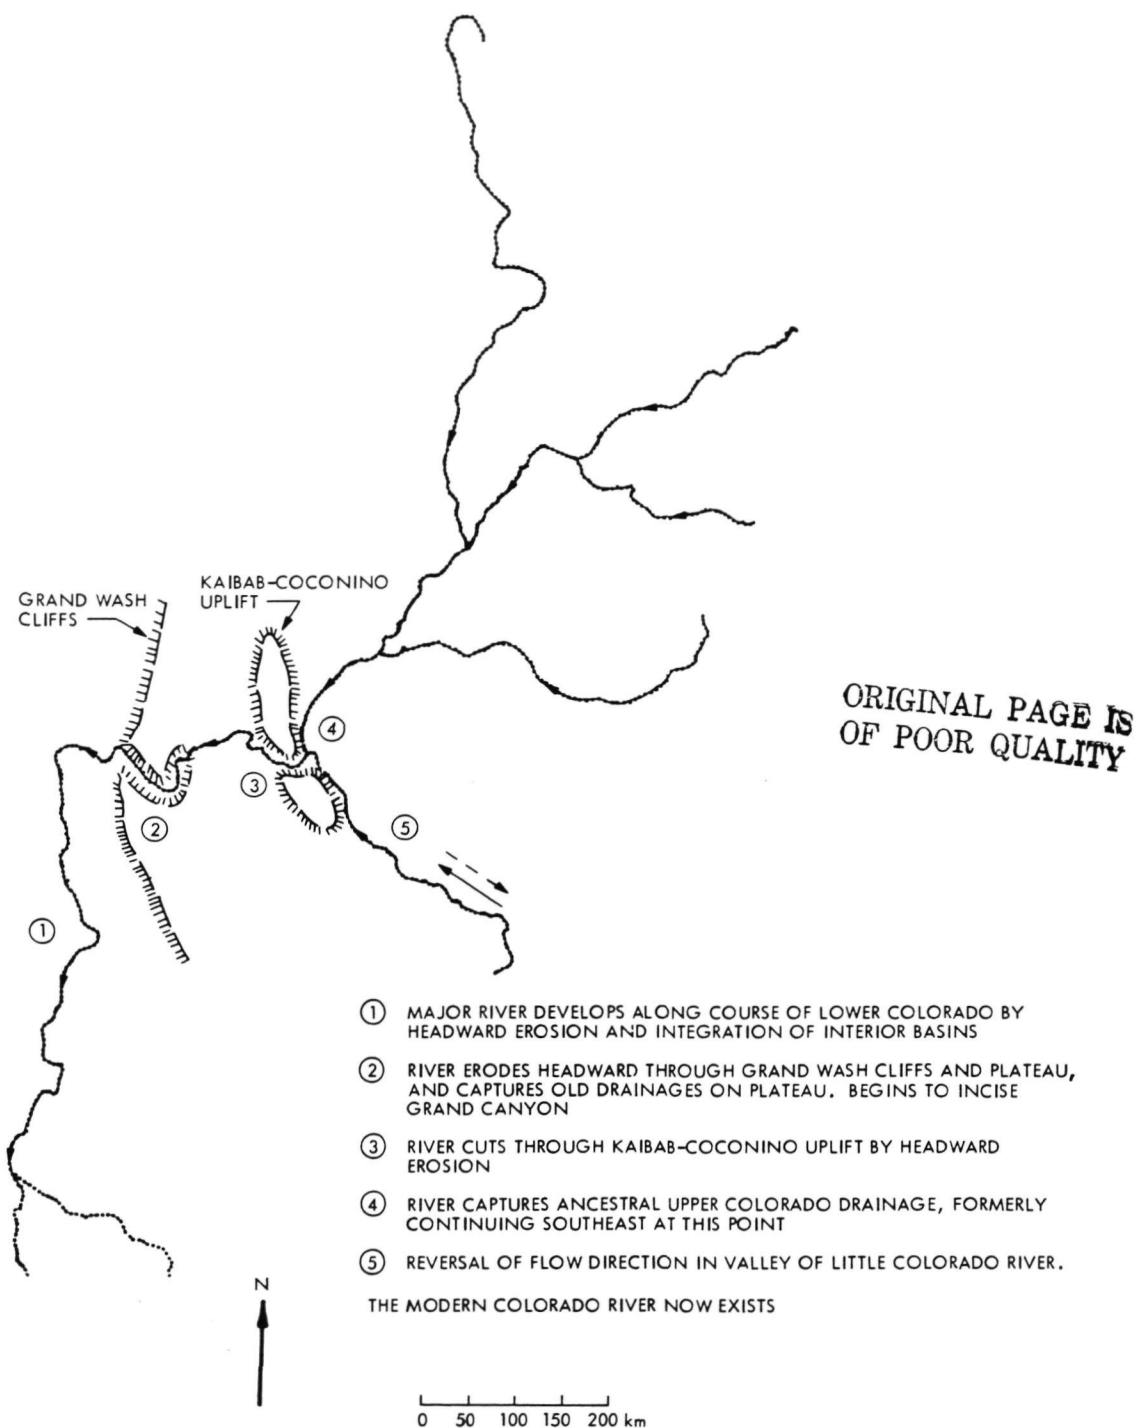 KAIBAB-COCONINO
UPLIFT
GRAND WASH
CLIFFS
ORIGINAL PAGE IS
OF POOR QUALITY
④
③
②
⑤
①
① MAJOR RIVER DEVELOPS ALONG COURSE OF LOWER COLORADO BY
HEADWARD EROSION AND INTEGRATION OF INTERIOR BASINS
② RIVER ERODES HEADWARD THROUGH GRAND WASH CLIFFS AND PLATEAU,
AND CAPTURES OLD DRAINAGES ON PLATEAU. BEGINS TO INCISE
GRAND CANYON
③ RIVER CUTS THROUGH KAIBAB-COCONINO UPLIFT BY HEADWARD
EROSION
④ RIVER CAPTURES ANCESTRAL UPPER COLORADO DRAINAGE, FORMERLY
CONTINUING SOUTHEAST AT THIS POINT
⑤ REVERSAL OF FLOW DIRECTION IN VALLEY OF LITTLE COLORADO RIVER.
THE MODERN COLORADO RIVER NOW EXISTS
N
0 50 100 150 200 km